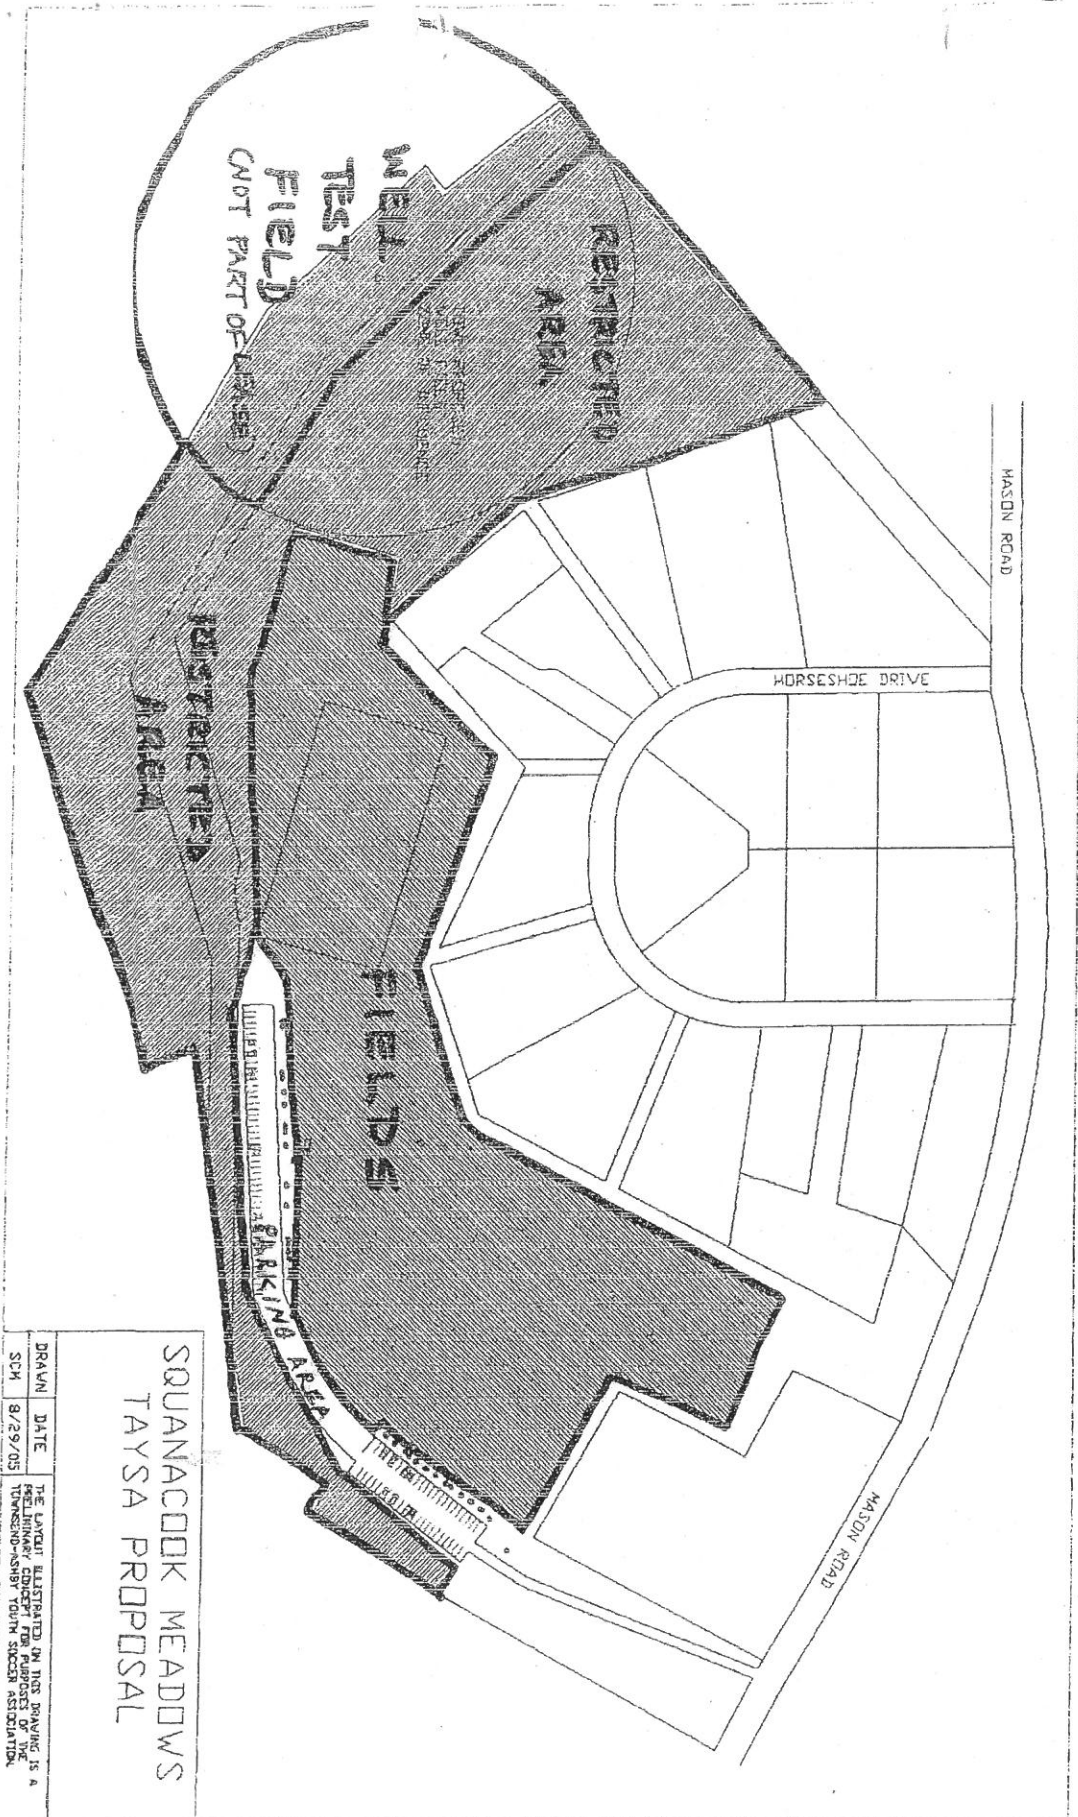 MASON ROAD
HORSESHOE DRIVE
RESTRICTED
AREA
WELL
TEST
FIELD
(NOT PART OF LEASE)
RESTRICTED
AREA
FIELDS
PARKING AREA
MASON ROAD
SQUANACOOK MEADOWS
TAYSA PROPOSAL
DRAWN DATE
SCM 8/29/05
THE LAYOUT ILLUSTRATED ON THIS DRAWING IS A
PRELIMINARY CONCEPT FOR PURPOSES OF THE
TOWNSEND-ASHBY YOUTH SOCCER ASSOCIATION